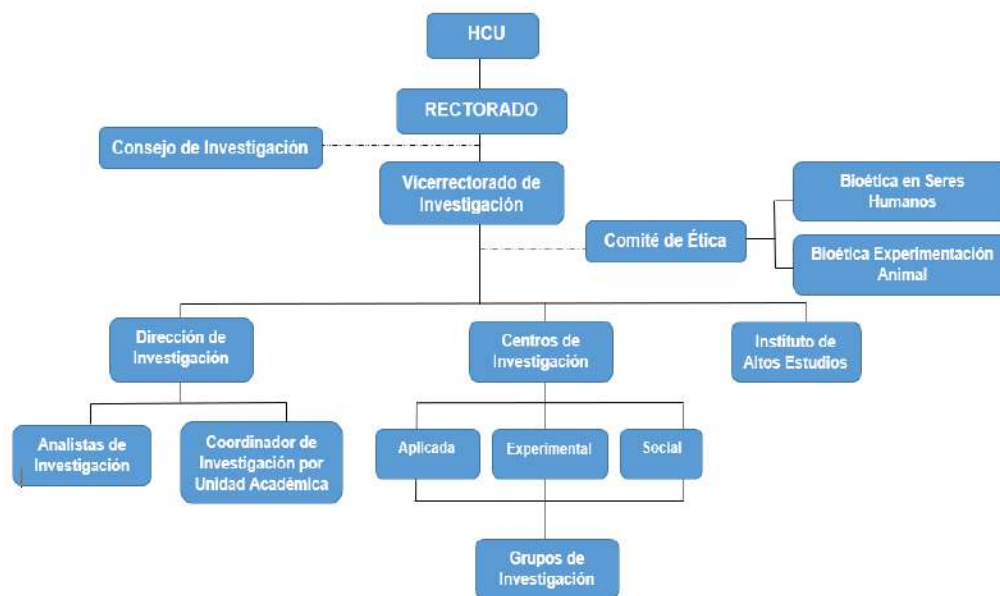 HCU
RECTORADO
Consejo de Investigación
Vicerrectorado de
Investigación
Comité de Ética
Bioética en Seres
Humanos
Bioética Experimentación
Animal
Dirección de
Investigación
Centros de
Investigación
Instituto de
Altos Estudios
Analistas de
Investigación
Coordinador de
Investigación por
Unidad Académica
Aplicada
Experimental
Social
Grupos de
Investigación